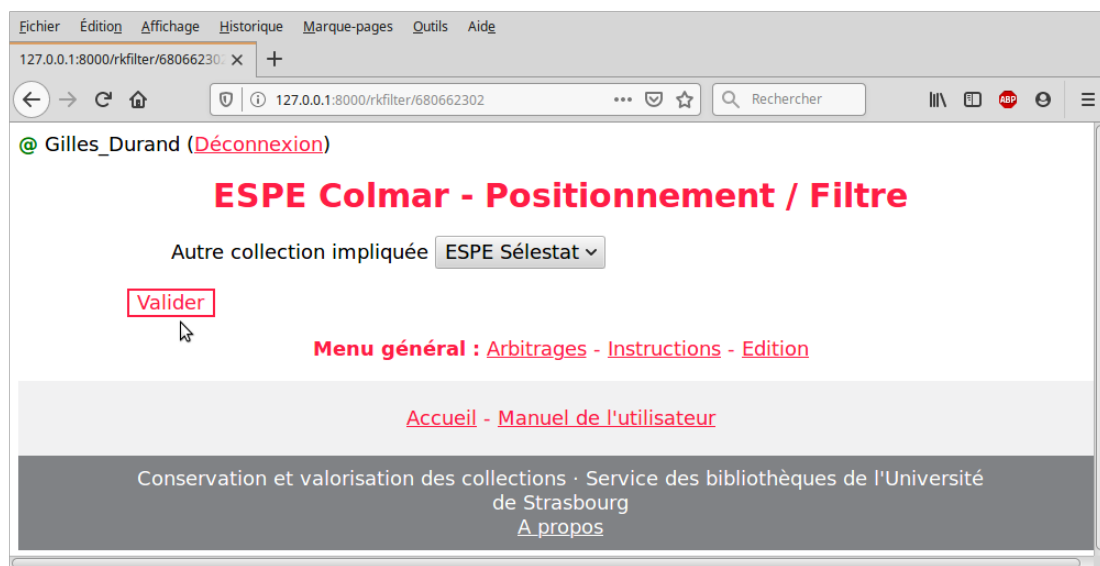 Fichier Édition Affichage Historique Marque-pages Outils Aide
127.0.0.1:8000/rkfilter/680662302
127.0.0.1:8000/rkfilter/680662302 Rechercher ABP
@ Gilles_Durand (Déconnexion)
ESPE Colmar - Positionnement / Filtre
Autre collection impliquée ESPE Sélestat
Valider
Menu général : Arbitrages - Instructions - Edition
Accueil - Manuel de l'utilisateur
Conservation et valorisation des collections · Service des bibliothèques de l'Université
de Strasbourg
A propos